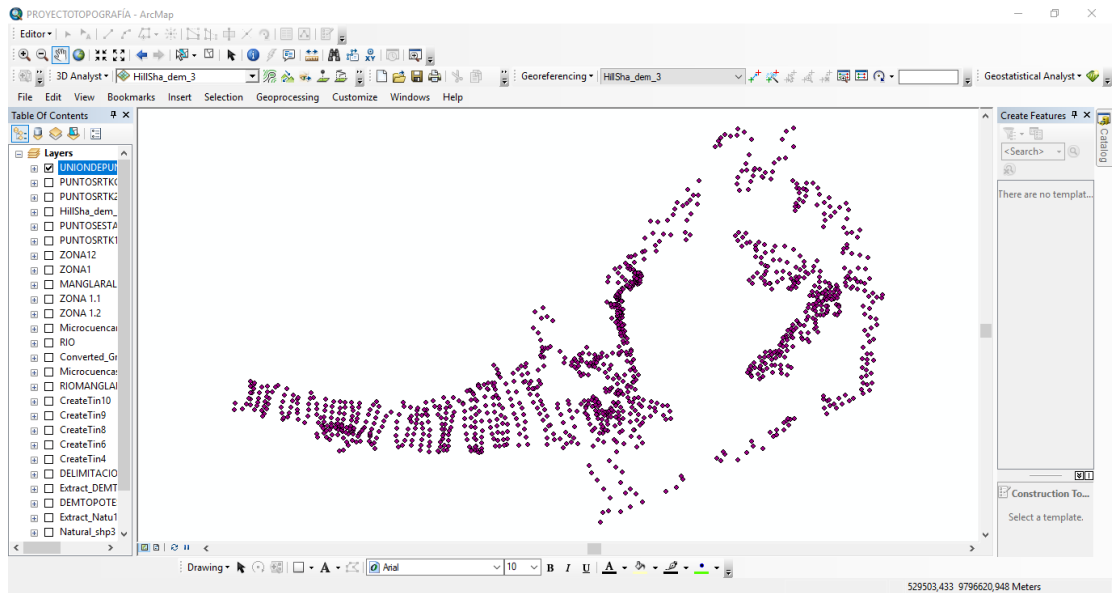 PROYECTOTOPOGRAFÍA - ArcMap
Editor
3D Analyst HillSha_dem_3
Georeferencing HillSha_dem_3
Geostatistical Analyst
File Edit View Bookmarks Insert Selection Geoprocessing Customize Windows Help
Table Of Contents
Layers
UNIONDEPUN
PUNTOSRTK
PUNTOSRTK2
HillSha_dem_
PUNTOSESTA
PUNTOSRTK1
ZONA12
ZONA1
MANGLARAL
ZONA 1.1
ZONA 1.2
Microcuenca
RIO
Converted_Gr
Microcuenca
RIOMANGLA
CreateTin10
CreateTin9
CreateTin8
CreateTin6
CreateTin4
DELIMITACIO
Extract_DEMT
DEMTOPOTE
Extract_Natu1
Natural_shp3
Create Features
<Search>
There are no templat...
Construction To...
Select a template.
Catalog
Drawing A Arial 10 B I U A
529503,433 9796620,948 Meters